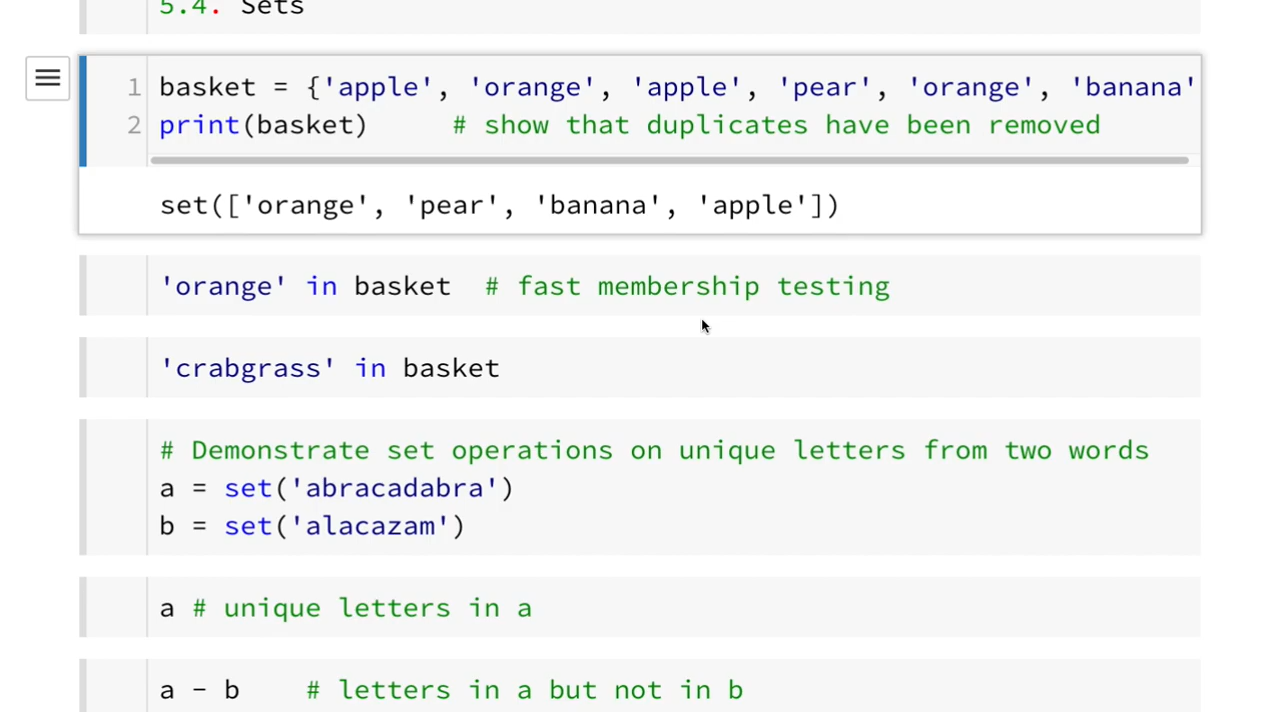 5.4. Sets
1 basket = {'apple', 'orange', 'apple', 'pear', 'orange', 'banana'
2 print(basket) # show that duplicates have been removed
set(['orange', 'pear', 'banana', 'apple'])
'orange' in basket # fast membership testing
'crabgrass' in basket
# Demonstrate set operations on unique letters from two words
a = set('abracadabra')
b = set('alacazam')
a # unique letters in a
a - b # letters in a but not in b